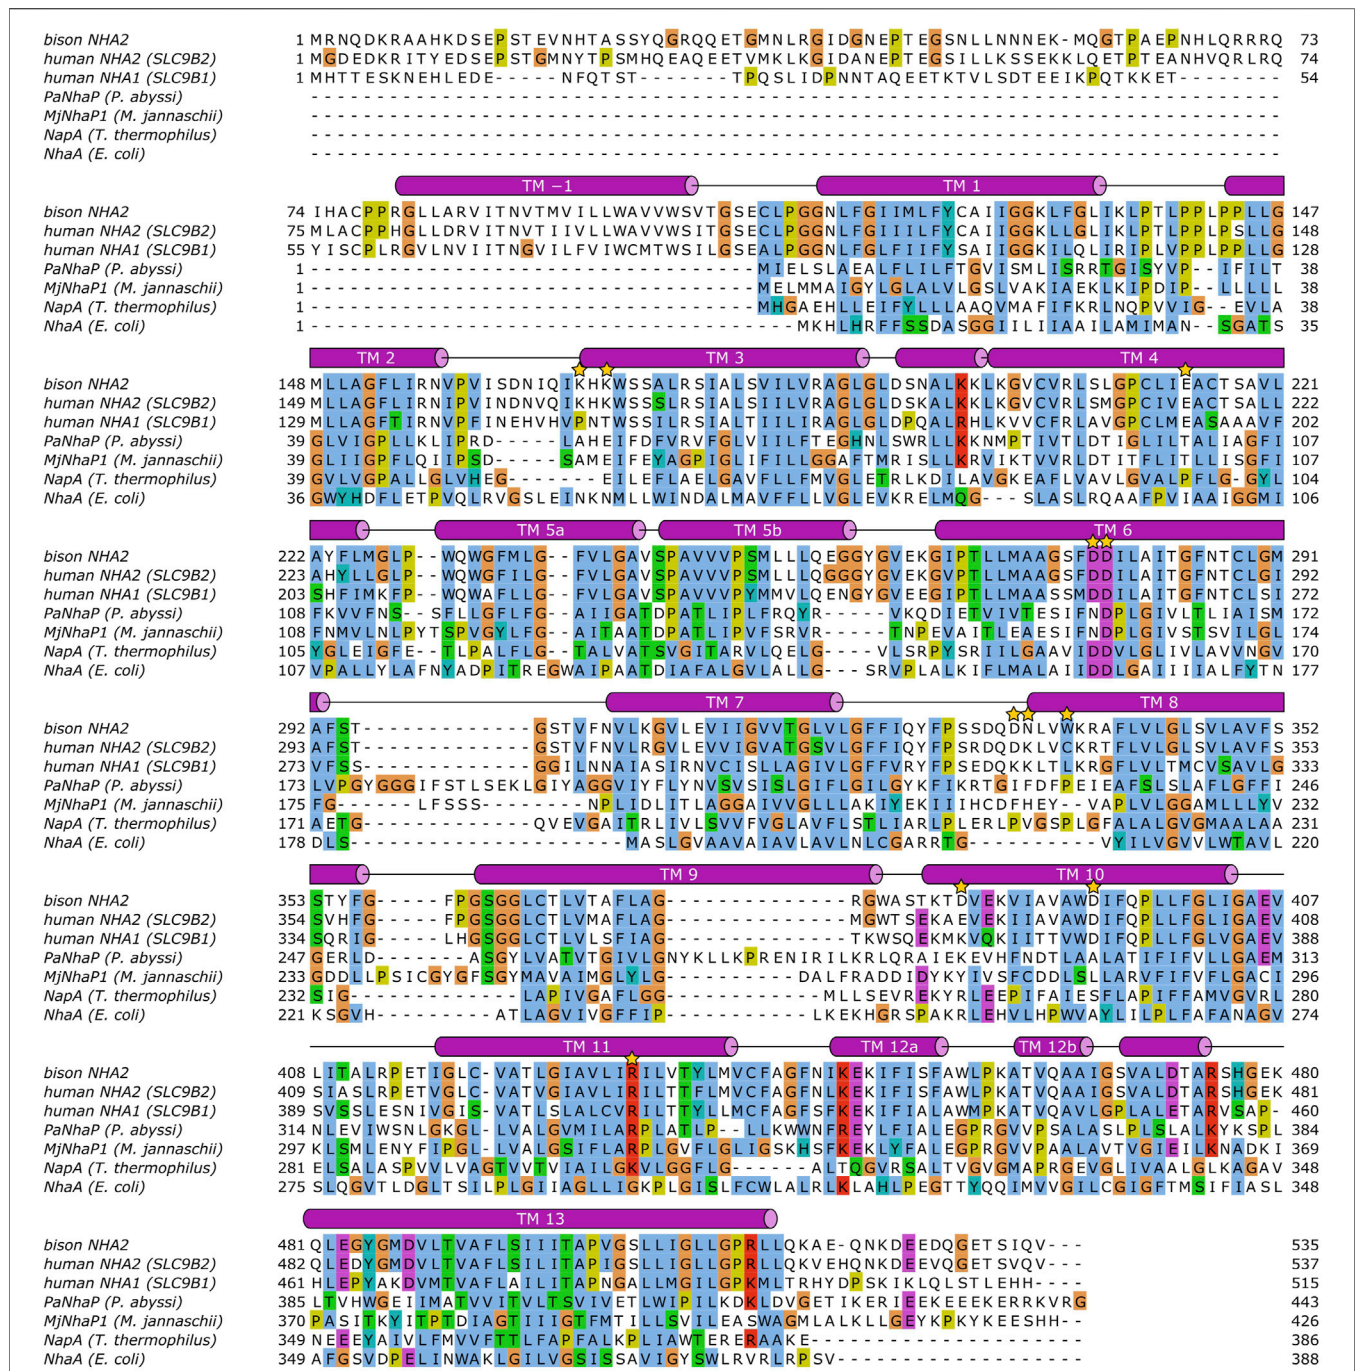 bison NHA2 1 MRNQDKRAAHKDSEPSTEVNHTASSYQGRQQETGMNLRGIDGNEPTEGSNLLNNNEK-MQGTPAEPNHLQRRRQ 73
human NHA2 (SLC9B2) 1 MGDEDKRITYEDSEPSTGMNYTPSMHQEAQEETVMKLKGIDANEPTEGSILLKSSEKKLQETPTEANHVQRLRQ 74
human NHA1 (SLC9B1) 1 MHTTESKNEHLEDE-----NFQTST--------TPQSLIDPNNTAQEETKTVLSDTEEIKPQTKKET-------- 54
PaNhaP (P. abyssi)
MjNhaP1 (M. jannaschii)
NapA (T. thermophilus)
NhaA (E. coli)
TM −1 TM 1
bison NHA2 74 IHACPPRGLLARVITNVTMVILLWAVVWSVTGSECLPGGNLFGIIMLFYCAIIGGKLFGLIKLPTLPPLPPLLG 147
human NHA2 (SLC9B2) 75 MLACPPHGLLDRVITNVTIIVLLWAVVWSITGSECLPGGNLFGIIILFYCAIIGGKLLGLIKLPTLPPLPSLLG 148
human NHA1 (SLC9B1) 55 YISCPLRGVLNVIITNGVILFVIWCMTWSILGSEALPGGNLFGLFIIFYSAIIGGKILQLIRIPLVPPLPPLLG 128
PaNhaP (P. abyssi) 1 ----------------------------------MIELSLAEALFLILFTGVISMLISRRTGISYVP--IFILT 38
MjNhaP1 (M. jannaschii) 1 ----------------------------------MELMMAIGYLGLALVLGSLVAKIAEKLKIPDIP--LLLLL 38
NapA (T. thermophilus) 1 ----------------------------------MHGAEHLLEIFYLLLAAQVMAFIFKRLNQPVVIG--EVLA 38
NhaA (E. coli) 1 -------------------------------------MKHLHRFFSSDASGGIILIIAAILAMIMAN--SGATS 35
TM 2 TM 3 TM 4
bison NHA2 148 MLLAGFLIRNVPVISDNIQIKHKWSSALRSIALSVILVRAGLGLDSNALKKLKGVCVRLSLGPCLIEACTSAVL 221
human NHA2 (SLC9B2) 149 MLLAGFLIRNIPVINDNVQIKHKWSSSLRSIALSIILVRAGLGLDSKALKKLKGVCVRLSMGPCIVEACTSALL 222
human NHA1 (SLC9B1) 129 MLLAGFTIRNVPFINEHVHVPNTWSSILRSIALTIILIRAGLGLDPQALRHLKVVCFRLAVGPCLMEASAAAVF 202
PaNhaP (P. abyssi) 39 GLVIGPLLKLIPRD-----LAHEIFDFVRVFGLVIILFTEGHNLSWRLLKKNMPTIVTLDTIGLILTALIAGFI 107
MjNhaP1 (M. jannaschii) 39 GLIIGPFLQIIPSD-----SAMEIFEYAGPIGLIFILLGGAFTMRISLLKRVIKTVVRLDTITFLITLLISGFI 107
NapA (T. thermophilus) 39 GVLVGPALLGLVHEG-------EILEFLAELGAVFLLFMVGLETRLKDILAVGKEAFLVAVLGVALPFLG-GYL 104
NhaA (E. coli) 36 GWYHDFLETPVQLRVGSLEINKNMLLWINDALMAVFFLLVGLEVKRELMQG---SLASLRQAAFPVIAAIGGMI 106
TM 5a TM 5b TM 6
bison NHA2 222 AYFLMGLP--WQWGFMLG--FVLGAVSPAVVVPSMLLLQEGGYGVEKGIPTLLMAAGSFDDILAITGFNTCLGM 291
human NHA2 (SLC9B2) 223 AHYLLGLP--WQWGFILG--FVLGAVSPAVVVPSMLLLQGGGYGVEKGVPTLLMAAGSFDDILAITGFNTCLGI 292
human NHA1 (SLC9B1) 203 SHFIMKFP--WQWAFLLG--FVLGAVSPAVVVPYMMVLQENGYGVEEGIPTLLMAASSMDDILAITGFNTCLSI 272
PaNhaP (P. abyssi) 108 FKVVFNS--SFLLGFLFG--AIIGATDPATLIPLFRQYR-----VKQDIETVIVTESIFNDPLGIVLTLIAISM 172
MjNhaP1 (M. jannaschii) 108 FNMVLNLPYTSPVGYLFG--AITAATDPATLIPVFSRVR-----TNPEVAITLEAESIFNDPLGIVSTSVILGL 174
NapA (T. thermophilus) 105 YGLEIGFE--TLPALFLG--TALVATSVGITARVLQELG-----VLSRPYSRIILGAAVIDDVLGLIVLAVVNGV 170
NhaA (E. coli) 107 VPALLYLAFNYADPITREGWAIPAATDIAFALGVLALLG---SRVPLALKIFLMALAIIDDLGAIIIIALFYTN 177
TM 7 TM 8
bison NHA2 292 AFST--------------GSTVFNVLKGVLEVIIGVVTGLVLGFFIQYFPSSDQDNLVWKRAFLVLGLSVLAVFS 352
human NHA2 (SLC9B2) 293 AFST--------------GSTVFNVLRGVLEVVIGVATGSVLGFFIQYFPSRDQDKLVCKRTFLVLGLSVLAVFS 353
human NHA1 (SLC9B1) 273 VFSS--------------GGILNNAIASIRNVCISLLAGIVLGFFVRYFPSEDQKKLTLKRGFLVLTMCVSAVLG 333
PaNhaP (P. abyssi) 173 LVPGYGGGIFSTLSEKLGIYAGGVIYFLYNVSVSISLGIFLGILGYKFIKRTGIFDFPEIEAFSLSLAFLGFFI 246
MjNhaP1 (M. jannaschii) 175 FG------LFSSS-----NPLIDLITLAGGAIVVGLLLAKIYEKIIIHCDFHEY--VAPLVLGGAMLLLYV 232
NapA (T. thermophilus) 171 AETG-------------QVEVGAITRLIVLSVVFVGLAVFLSTLIARLPLERLPVGSPLGFALALGVGMAALAA 231
NhaA (E. coli) 178 DLS---------------------MASLGVAAVAIAVLAVLNLCGARRTG-----------VYILVGVVLWTAVL 220
TM 9 TM 10
bison NHA2 353 STYFG-----FPGSGGLCTLVTAFLAG--------------RGWASTKTDVEKVIAVAWDIFQPLLFGLIGAEV 407
human NHA2 (SLC9B2) 354 SVHFG-----FPGSGGLCTLVMAFLAG--------------MGWTSEKAEVEKIIAVAWDIFQPLLFGLIGAEV 408
human NHA1 (SLC9B1) 334 SQRIG-----LHGSGGLCTLVLSFIAG--------------TKWSQEKMKVQKIITTVWDIFQPLLFGLVGAEV 388
PaNhaP (P. abyssi) 247 GERLD-------ASGYLVATVTGIVLGNYKLLKPRENIRILKRLQRAIEKEVHFNDTLAALATIFIFVLLGAEM 313
MjNhaP1 (M. jannaschii) 233 GDDLLPSICGYGFSGYMAVAIMGLYLG----------DALFRADDIDYKYIVSFCDDLSLLARVFIFVFLGACI 296
NapA (T. thermophilus) 232 SIG-------------LAPIVGAFLGG------------MLLSEVREKYRLEEPIFAIESFLAPIFFAMVGVRL 280
NhaA (E. coli) 221 KSGVH---------ATLAGVIVGFFIP-----------LKEKHGRSPAKRLEHVLHPWVAYLILPLFAFANAGV 274
TM 11 TM 12a TM 12b
bison NHA2 408 LITALRPETIGLC-VATLGIAVLIRILVTYLMVCFAGFNIKEKIFISFAWLPKATVQAAIGSVALDTARSHGEK 480
human NHA2 (SLC9B2) 409 SIASLRPETVGLC-VATLGIAVLIRILTTFLMVCFAGFNLKEKIFISFAWLPKATVQAAIGSVALDTARSHGEK 481
human NHA1 (SLC9B1) 389 SVSSLESNIVGIS-VATLSLALCVRILTTYLLMCFAGFSFKEKIFIALAWMPKATVQAVLGPLALETARVSAP- 460
PaNhaP (P. abyssi) 314 NLEVIWSNLGKGL-LVALGVMILARPLATLP--LLKWWNFREYLFIALEGPRGVVPSALASLPLSLALKYKSPL 384
MjNhaP1 (M. jannaschii) 297 KLSMLENYFIPGL-LVALGSIFLARPLGVFLGLIGSKHSFKEKLYFALEGPRGVVPAALAVTVGIEILKNADKI 369
NapA (T. thermophilus) 281 ELSALASPVVLVAGTVVTVIAILGKVLGGFLG------ALTQGVRSALTVGVGMAPRGEVGLIVAALGLKAGAV 348
NhaA (E. coli) 275 SLQGVTLDGLTSILPLGIIAGLLIGKPLGISLFCWLALRLKLAHLPEGTTYQQIMVVGILCGIGFTMSIFIASL 348
TM 13
bison NHA2 481 QLEGYGMDVLTVAFLSIIITAPVGSLLIGLLGPRLLQKAE-QNKDEEDQGETSIQV--- 535
human NHA2 (SLC9B2) 482 QLEDYGMDVLTVAFLSILITAPIGSLLIGLLGPRLLQKVEHQNKDEEVQGETSVQV--- 537
human NHA1 (SLC9B1) 461 HLEPYAKDVMTVAFLAILITAPNGALLMGILGPKMLTRHYDPSKIKLQLSTLEHH---- 515
PaNhaP (P. abyssi) 385 LTVHWGEIIMATVVITVLTSVIVETLWIPILKDKLDVGETIKERIEEKEEEKERRKVRG 443
MjNhaP1 (M. jannaschii) 370 PASITKYITPTDIAGTIIIGTFMTILLSVILEASWAGMLALKLLGEYKPKYKEESHH-- 426
NapA (T. thermophilus) 349 NEEEYAIVLFMVVFTTLFAPFALKPLIAWTERERAAKE--------------------- 386
NhaA (E. coli) 349 AFGSVDPELINWAKLGILVGSISSAVIGYSWLRVRLRPSV------------------- 388